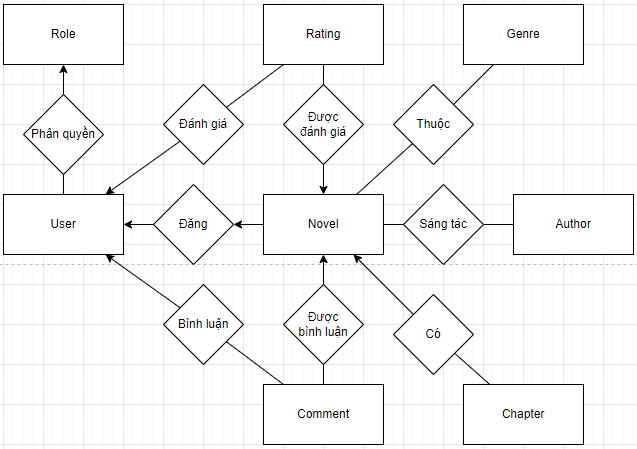 Role
Rating
Genre
Phân quyền
Đánh giá
Được
đánh giá
Thuộc
User
Đăng
Novel
Sáng tác
Author
Bình luận
Được
bình luận
Có
Comment
Chapter